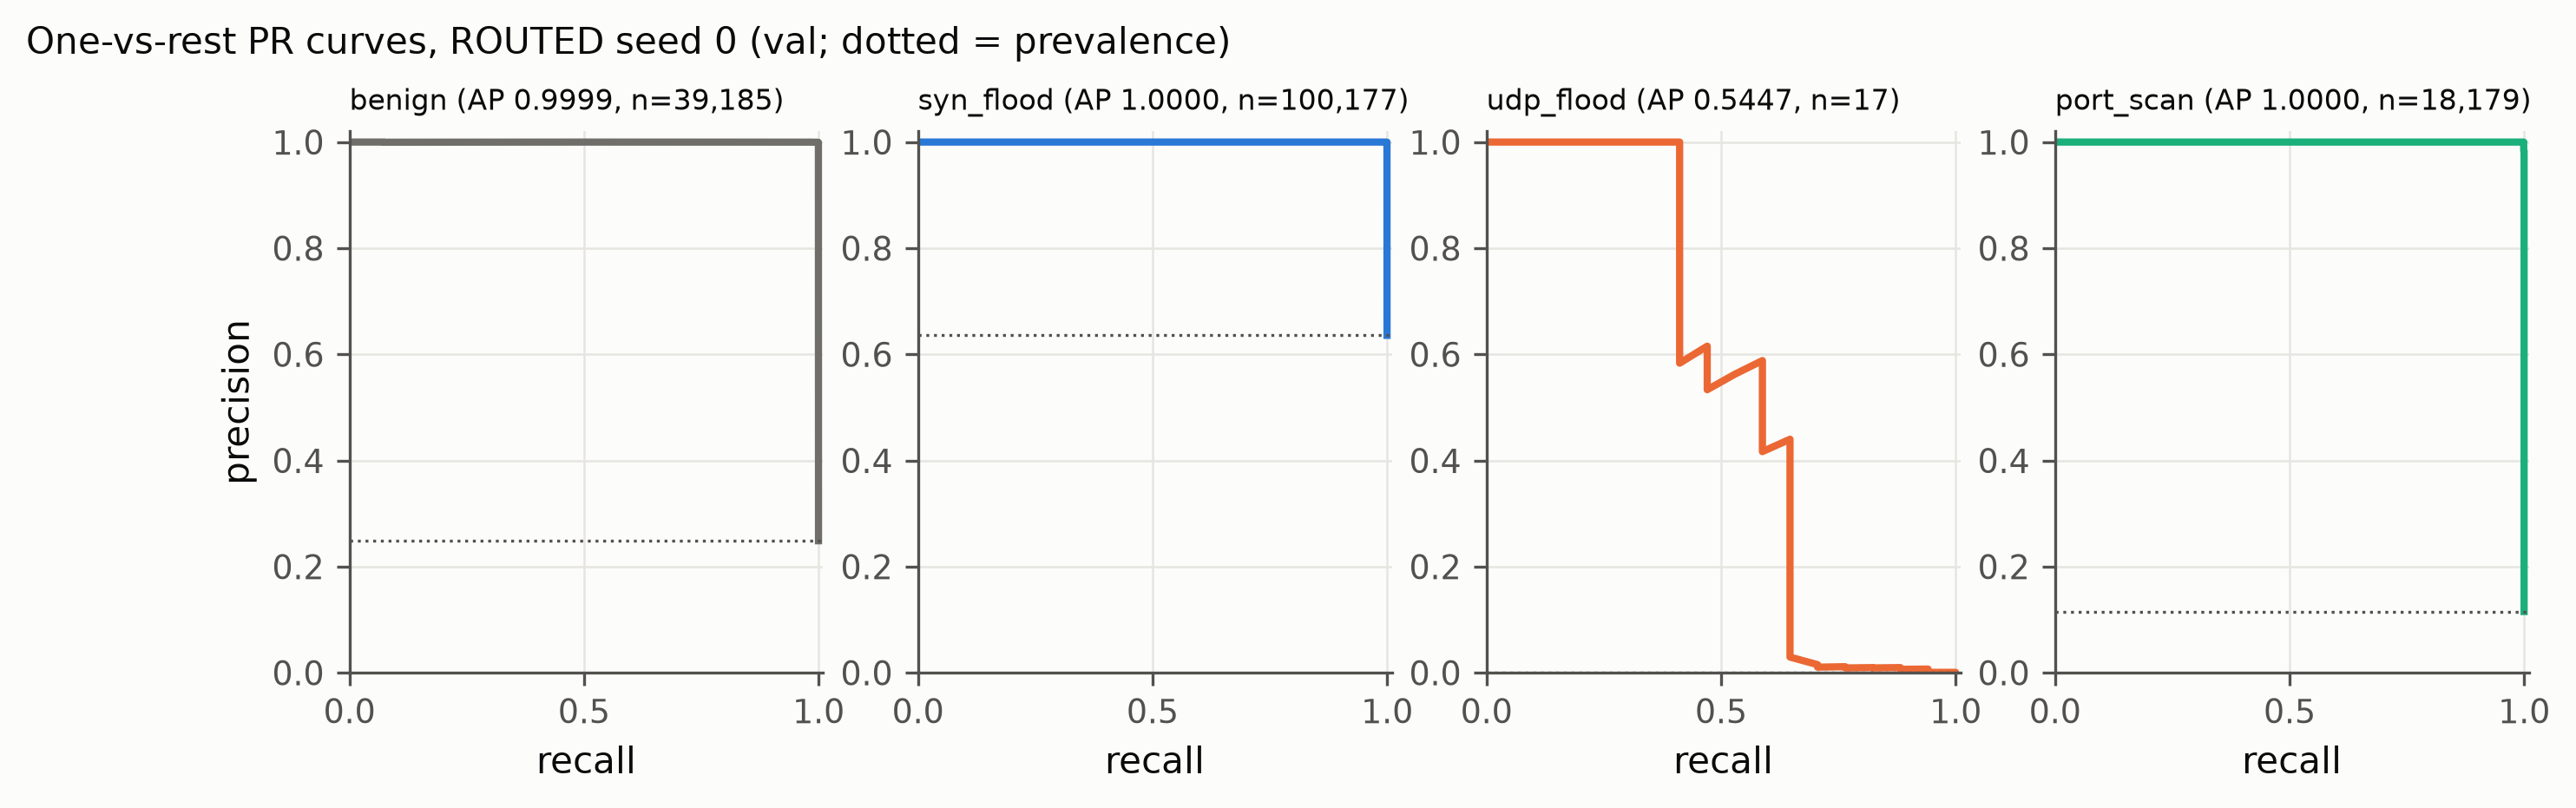 One-vs-rest PR curves, ROUTED seed 0 (val; dotted = prevalence)
benign (AP 0.9999, n=39,185)
syn_flood (AP 1.0000, n=100,177)
udp_flood (AP 0.5447, n=17)
port_scan (AP 1.0000, n=18,179)
precision
1.0
0.8
0.6
0.4
0.2
0.0
0.0 0.5 1.0
recall
1.0
0.8
0.6
0.4
0.2
0.0
0.0 0.5 1.0
recall
1.0
0.8
0.6
0.4
0.2
0.0
0.0 0.5 1.0
recall
1.0
0.8
0.6
0.4
0.2
0.0
0.0 0.5 1.0
recall